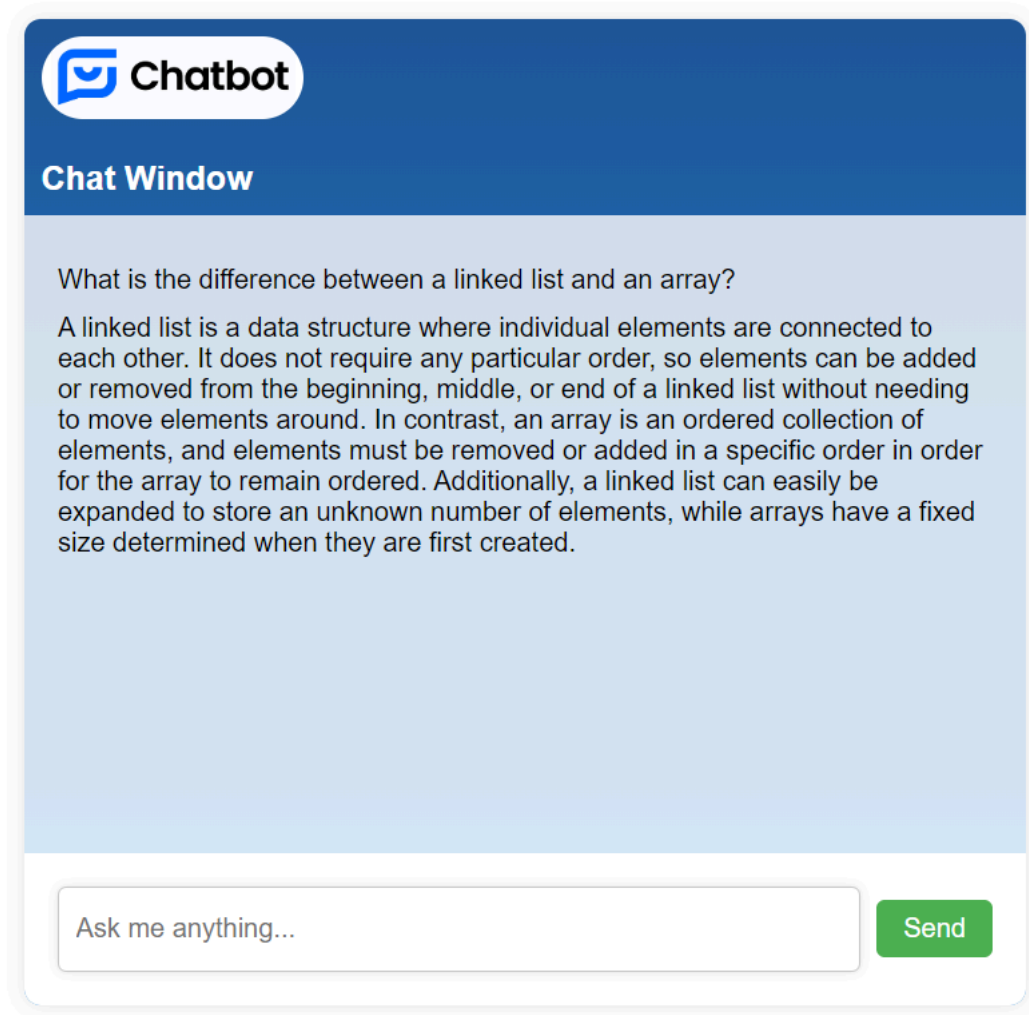 Chatbot
Chat Window
What is the difference between a linked list and an array?
A linked list is a data structure where individual elements are connected to
each other. It does not require any particular order, so elements can be added
or removed from the beginning, middle, or end of a linked list without needing
to move elements around. In contrast, an array is an ordered collection of
elements, and elements must be removed or added in a specific order in order
for the array to remain ordered. Additionally, a linked list can easily be
expanded to store an unknown number of elements, while arrays have a fixed
size determined when they are first created.
Ask me anything...
Send